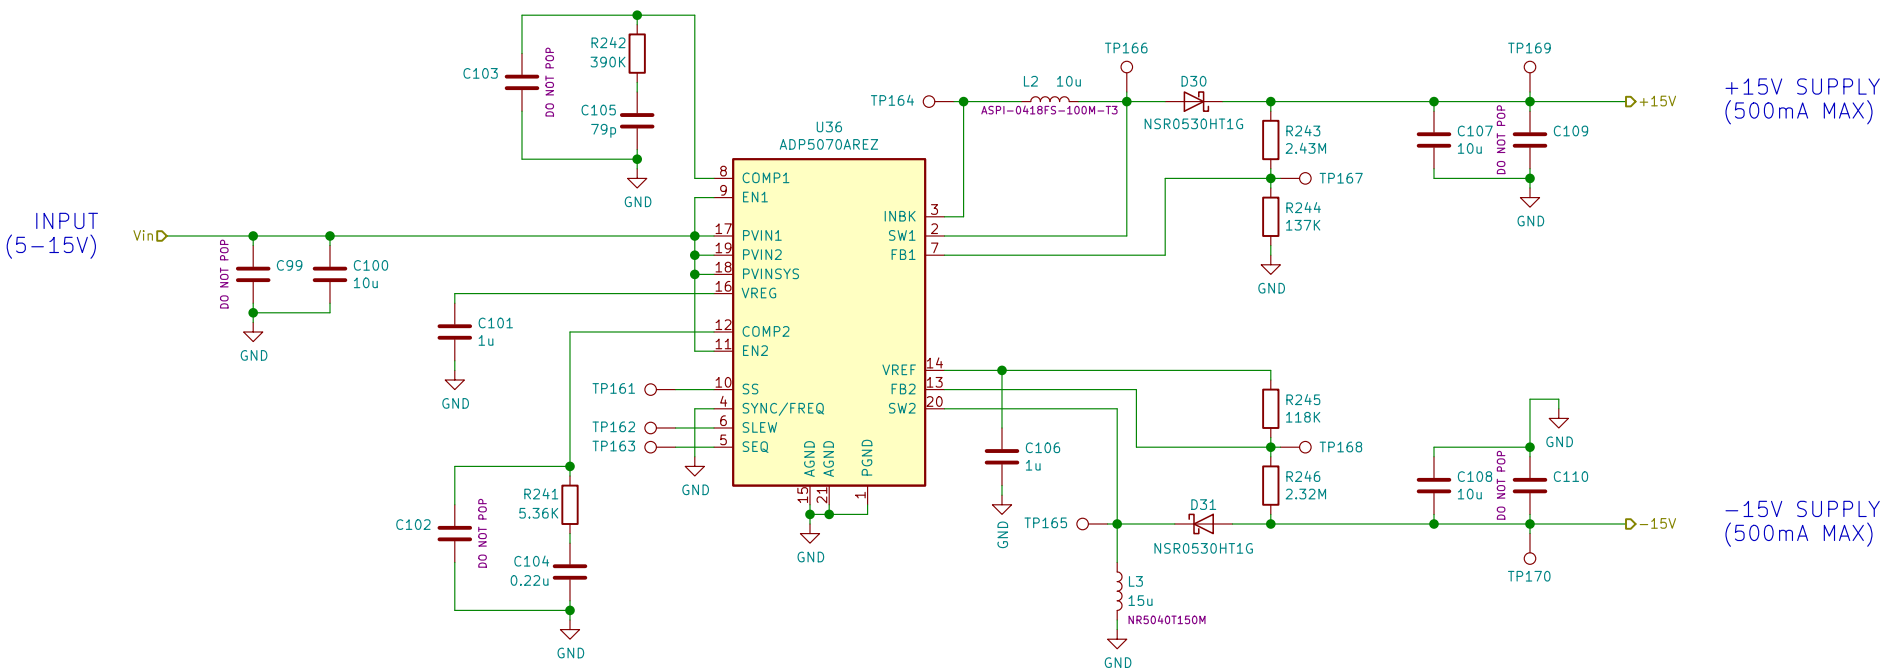 C103
DO NOT POP
R242
390K
C105
79p
GND
U36
ADP5070AREZ
8
COMP1
9
EN1
17
PVIN1
19
PVIN2
18
PVINSYS
16
VREG
12
COMP2
11
EN2
10
SS
4
SYNC/FREQ
6
SLEW
5
SEQ
INBK
3
SW1
2
FB1
7
VREF
14
FB2
13
SW2
20
AGND
15
AGND
21
PGND
1
GND
INPUT
(5-15V)
Vin
DO NOT POP
C99
C100
10u
GND
C101
1u
GND
TP161
TP162
TP163
GND
C102
DO NOT POP
R241
5.36K
C104
0.22u
GND
TP164
L2 10u
ASPI-0418FS-100M-T3
TP166
D30
NSR0530HT1G
R243
2.43M
TP167
R244
137K
GND
TP169
C107
10u
DO NOT POP
C109
GND
+15V
+15V SUPPLY
(500mA MAX)
C106
1u
GND
R245
118K
TP168
R246
2.32M
TP165
D31
NSR0530HT1G
L3
15u
NR5040T150M
GND
GND
C108
10u
DO NOT POP
C110
TP170
-15V
-15V SUPPLY
(500mA MAX)